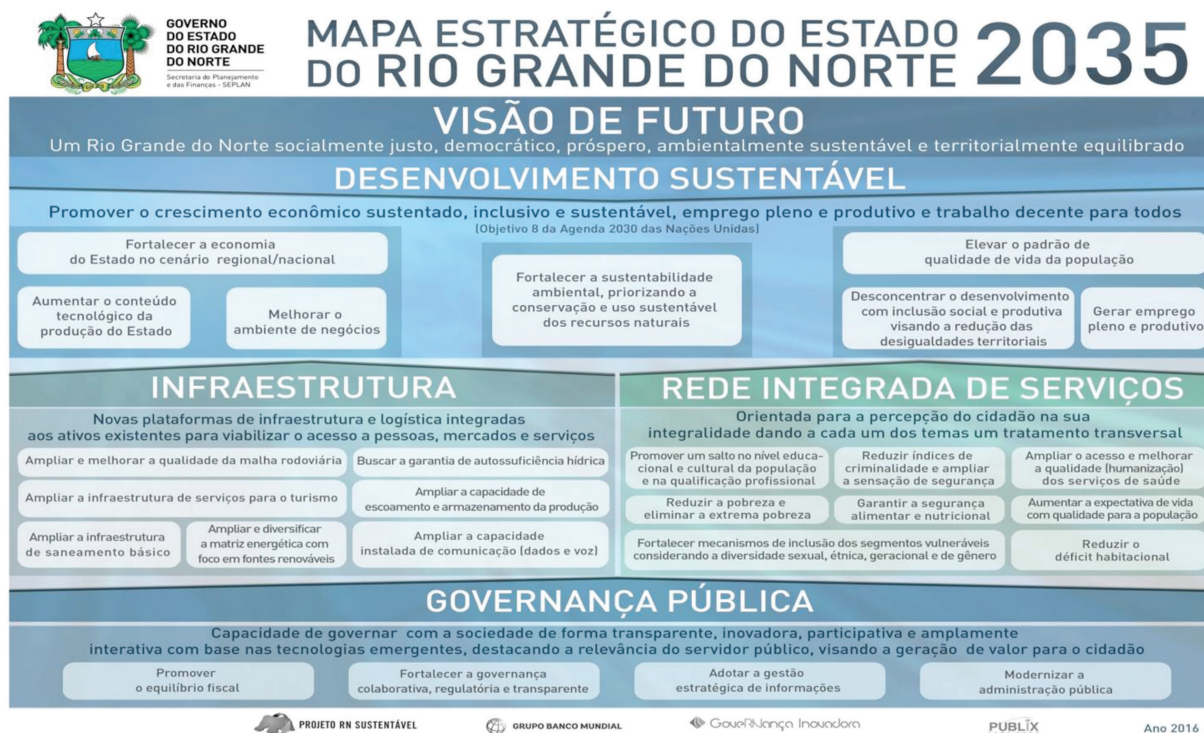 GOVERNO
DO ESTADO
DO RIO GRANDE
DO NORTE
Secretaria do Planejamento
e das Finanças - SEPLAN
MAPA ESTRATÉGICO DO ESTADO
DO RIO GRANDE DO NORTE
2035
VISÃO DE FUTURO
Um Rio Grande do Norte socialmente justo, democrático, próspero, ambientalmente sustentável e territorialmente equilibrado
DESENVOLVIMENTO SUSTENTÁVEL
Promover o crescimento econômico sustentado, inclusivo e sustentável, emprego pleno e produtivo e trabalho decente para todos
(Objetivo 8 da Agenda 2030 das Nações Unidas)
Fortalecer a economia
do Estado no cenário regional/nacional
Aumentar o conteúdo
tecnológico da
produção do Estado
Melhorar o
ambiente de negócios
Fortalecer a sustentabilidade
ambiental, priorizando a
conservação e uso sustentável
dos recursos naturais
Elevar o padrão de
qualidade de vida da população
Desconcentrar o desenvolvimento
com inclusão social e produtiva
visando a redução das
desigualdades territoriais
Gerar emprego
pleno e produtivo
INFRAESTRUTURA
Novas plataformas de infraestrutura e logística integradas
aos ativos existentes para viabilizar o acesso a pessoas, mercados e serviços
Ampliar e melhorar a qualidade da malha rodoviária
Buscar a garantia de autossuficiência hídrica
Ampliar a infraestrutura de serviços para o turismo
Ampliar a capacidade de
escoamento e armazenamento da produção
Ampliar a infraestrutura
de saneamento básico
Ampliar e diversificar
a matriz energética com
foco em fontes renováveis
Ampliar a capacidade
instalada de comunicação (dados e voz)
REDE INTEGRADA DE SERVIÇOS
Orientada para a percepção do cidadão na sua
integralidade dando a cada um dos temas um tratamento transversal
Promover um salto no nível educa-
cional e cultural da população
e na qualificação profissional
Reduzir índices de
criminalidade e ampliar
a sensação de segurança
Ampliar o acesso e melhorar
a qualidade (humanização)
dos serviços de saúde
Reduzir a pobreza e
eliminar a extrema pobreza
Garantir a segurança
alimentar e nutricional
Aumentar a expectativa de vida
com qualidade para a população
Fortalecer mecanismos de inclusão dos segmentos vulneráveis
considerando a diversidade sexual, étnica, geracional e de gênero
Reduzir o
déficit habitacional
GOVERNANÇA PÚBLICA
Capacidade de governar com a sociedade de forma transparente, inovadora, participativa e amplamente
interativa com base nas tecnologias emergentes, destacando a relevância do servidor público, visando a geração de valor para o cidadão
Promover
o equilíbrio fiscal
Fortalecer a governança
colaborativa, regulatória e transparente
Adotar a gestão
estratégica de informações
Modernizar a
administração pública
PROJETO RN SUSTENTÁVEL
GRUPO BANCO MUNDIAL
GoveRNança Inovadora
PUBLIX
Ano 2016